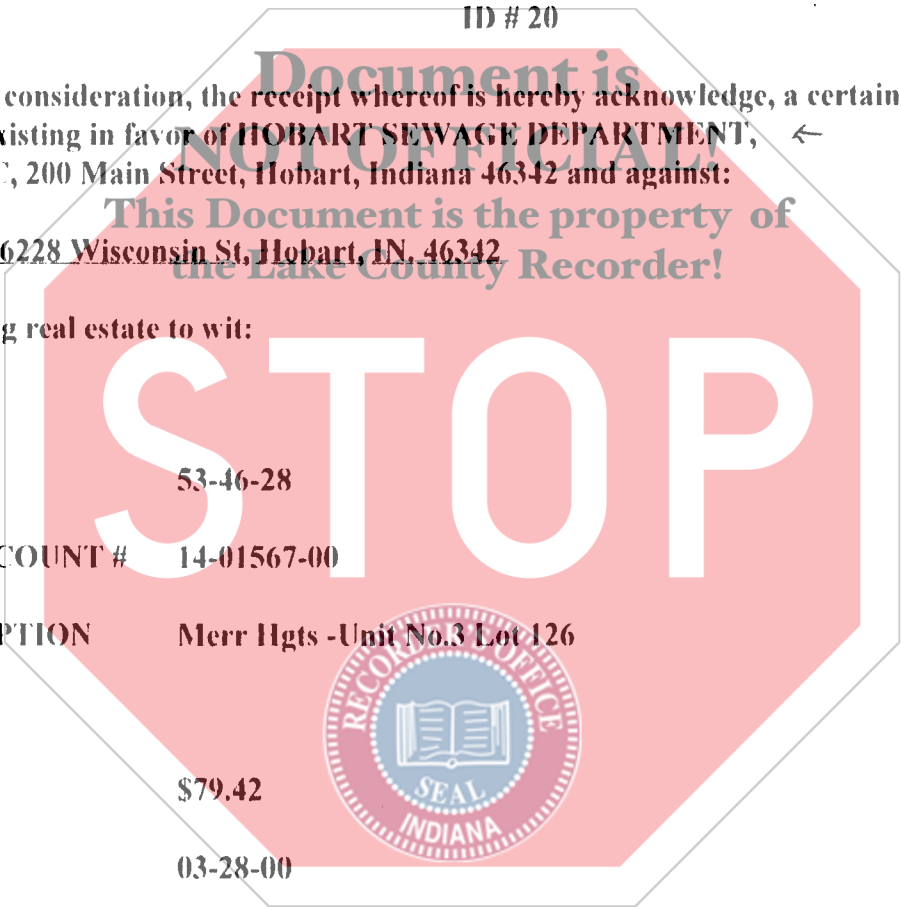 ID # 20
Document is
consideration, the receipt whereof is hereby acknowledge, a certain
xisting in favor of HOBART SEWAGE DEPARTMENT,
NOT OFFICIAL!
, 200 Main Street, Hobart, Indiana 46342 and against:
This Document is the property of
6228 Wisconsin St, Hobart, IN, 46342
the Lake County Recorder!
g real estate to wit:
STOP
53-46-28
COUNT # 14-01567-00
PTION Merr Hgts -Unit No.3 Lot 126
RECORDER'S OFFICE
$79.42
SEAL
INDIANA
03-28-00